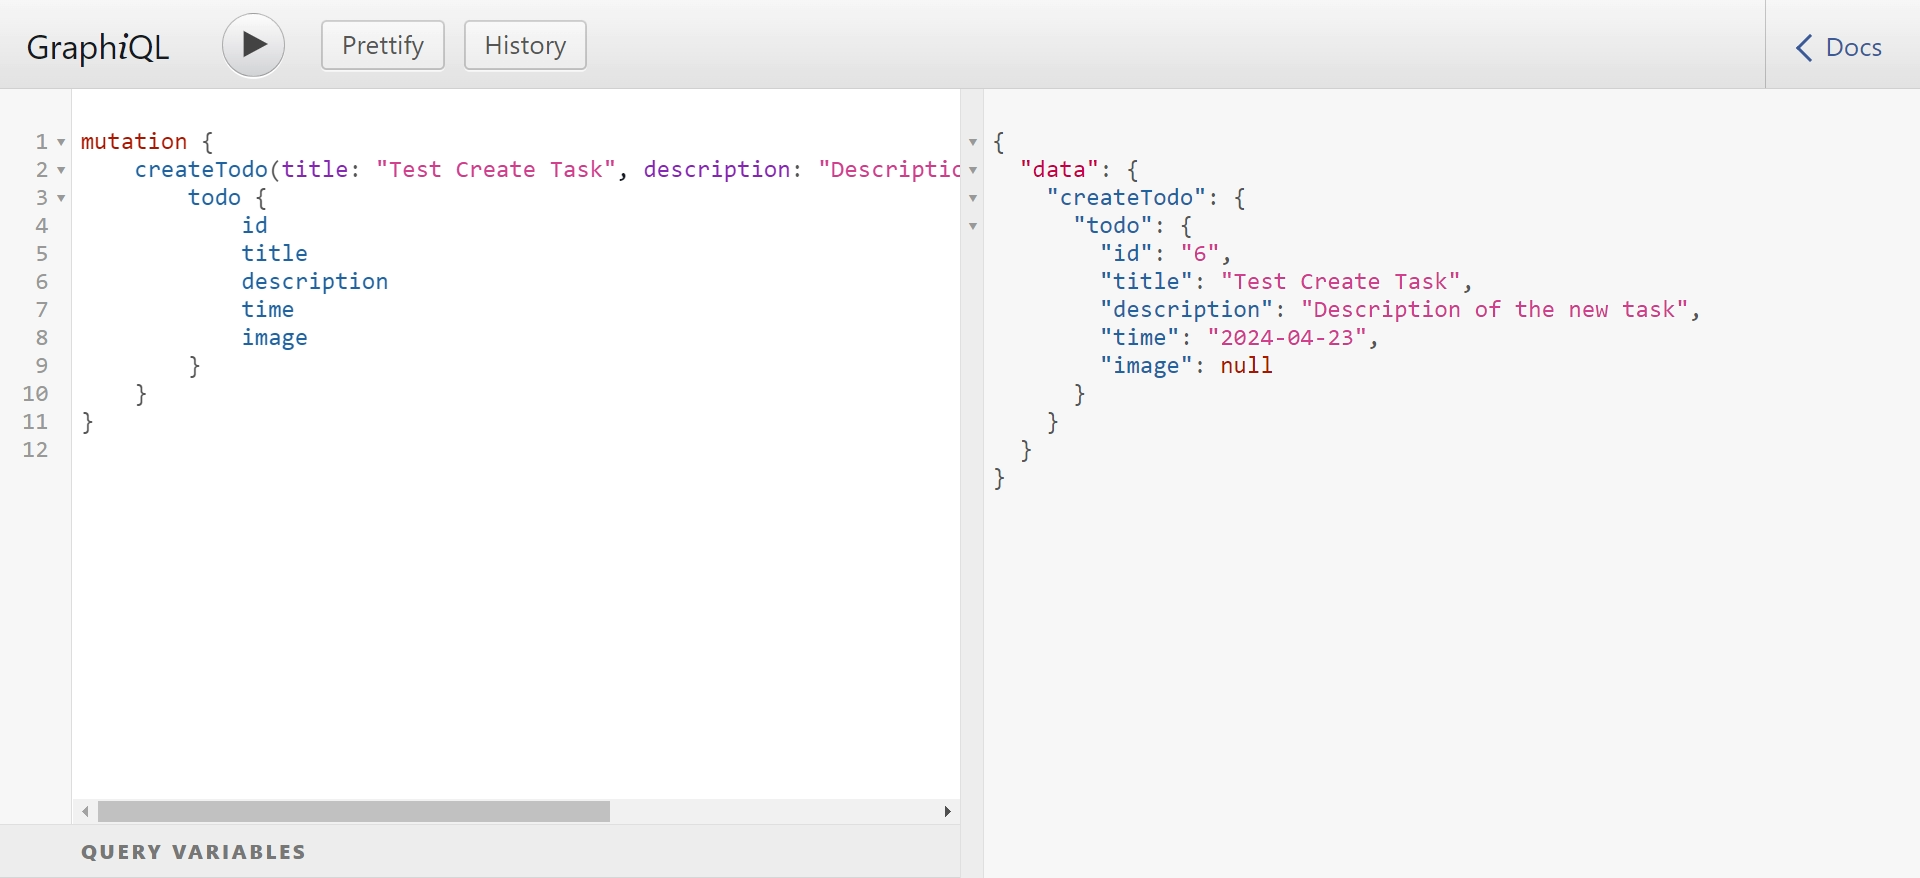 GraphiQL
Prettify
History
Docs
1 mutation {
2 createTodo(title: "Test Create Task", description: "Descriptic
3 todo {
4 id
5 title
6 description
7 time
8 image
9 }
10 }
11 }
12
QUERY VARIABLES
{
"data": {
"createTodo": {
"todo": {
"id": "6",
"title": "Test Create Task",
"description": "Description of the new task",
"time": "2024-04-23",
"image": null
}
}
}
}